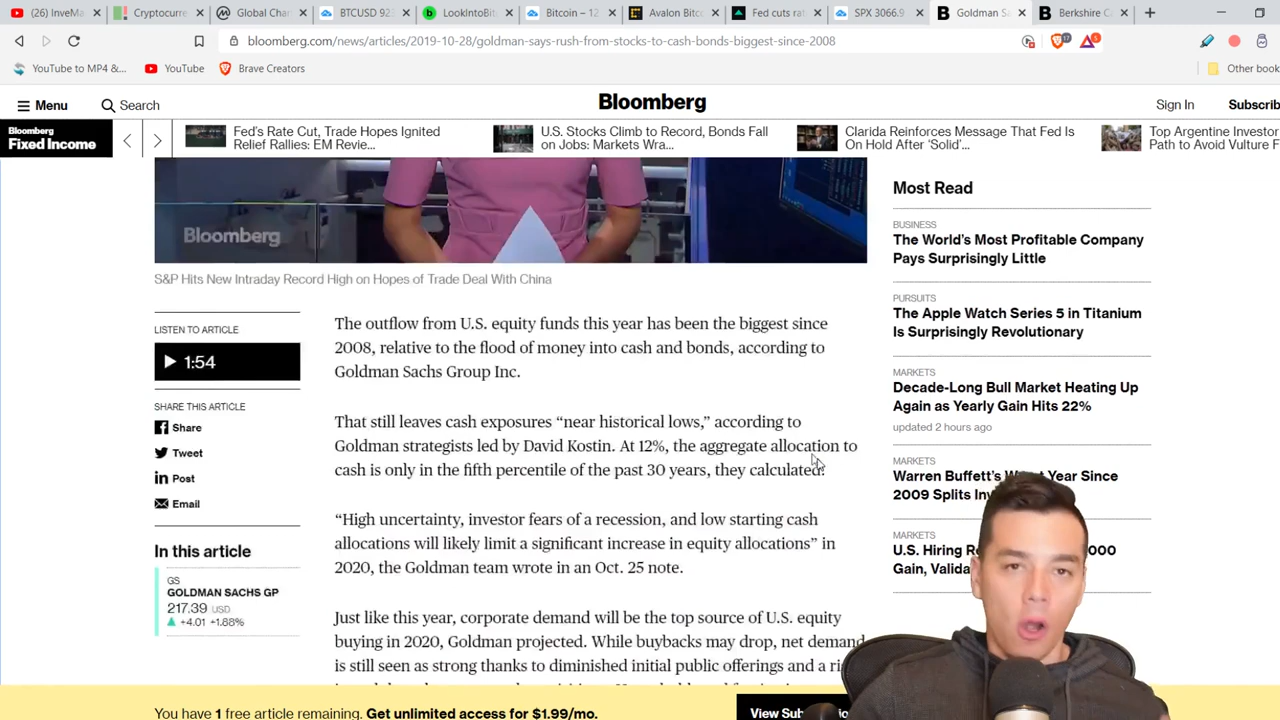 (26) InveMa
Cryptocurre
Global Char
BTCUSD 923
LookIntoBit
Bitcoin – 12
Avalon Bitc
Fed cuts rat
SPX 3066.9
Goldman Sa
Berkshire C
bloomberg.com/news/articles/2019-10-28/goldman-says-rush-from-stocks-to-cash-bonds-biggest-since-2008
17
5
YouTube to MP4 &...
YouTube
Brave Creators
Other book
Menu
Search
Bloomberg
Sign In
Subscrib
Bloomberg
Fixed Income
Fed's Rate Cut, Trade Hopes Ignited
Relief Rallies: EM Revie...
U.S. Stocks Climb to Record, Bonds Fall
on Jobs: Markets Wra...
Clarida Reinforces Message That Fed Is
On Hold After ‘Solid’...
Top Argentine Investor
Path to Avoid Vulture F
Bloomberg
S&P Hits New Intraday Record High on Hopes of Trade Deal With China
LISTEN TO ARTICLE
1:54
SHARE THIS ARTICLE
Share
Tweet
Post
Email
In this article
GS
GOLDMAN SACHS GP
217.39 USD
+4.01 +1.88%
The outflow from U.S. equity funds this year has been the biggest since
2008, relative to the flood of money into cash and bonds, according to
Goldman Sachs Group Inc.
That still leaves cash exposures “near historical lows,” according to
Goldman strategists led by David Kostin. At 12%, the aggregate allocation to
cash is only in the fifth percentile of the past 30 years, they calculated.
“High uncertainty, investor fears of a recession, and low starting cash
allocations will likely limit a significant increase in equity allocations” in
2020, the Goldman team wrote in an Oct. 25 note.
Just like this year, corporate demand will be the top source of U.S. equity
buying in 2020, Goldman projected. While buybacks may drop, net demand
is still seen as strong thanks to diminished initial public offerings and a ri
Most Read
BUSINESS
The World's Most Profitable Company
Pays Surprisingly Little
PURSUITS
The Apple Watch Series 5 in Titanium
Is Surprisingly Revolutionary
MARKETS
Decade-Long Bull Market Heating Up
Again as Yearly Gain Hits 22%
updated 2 hours ago
MARKETS
Warren Buffett's Year Since
2009 Splits Inv
MARKETS
U.S. Hiring R 000
Gain, Valida
You have 1 free article remaining. Get unlimited access for $1.99/mo.
View Sub